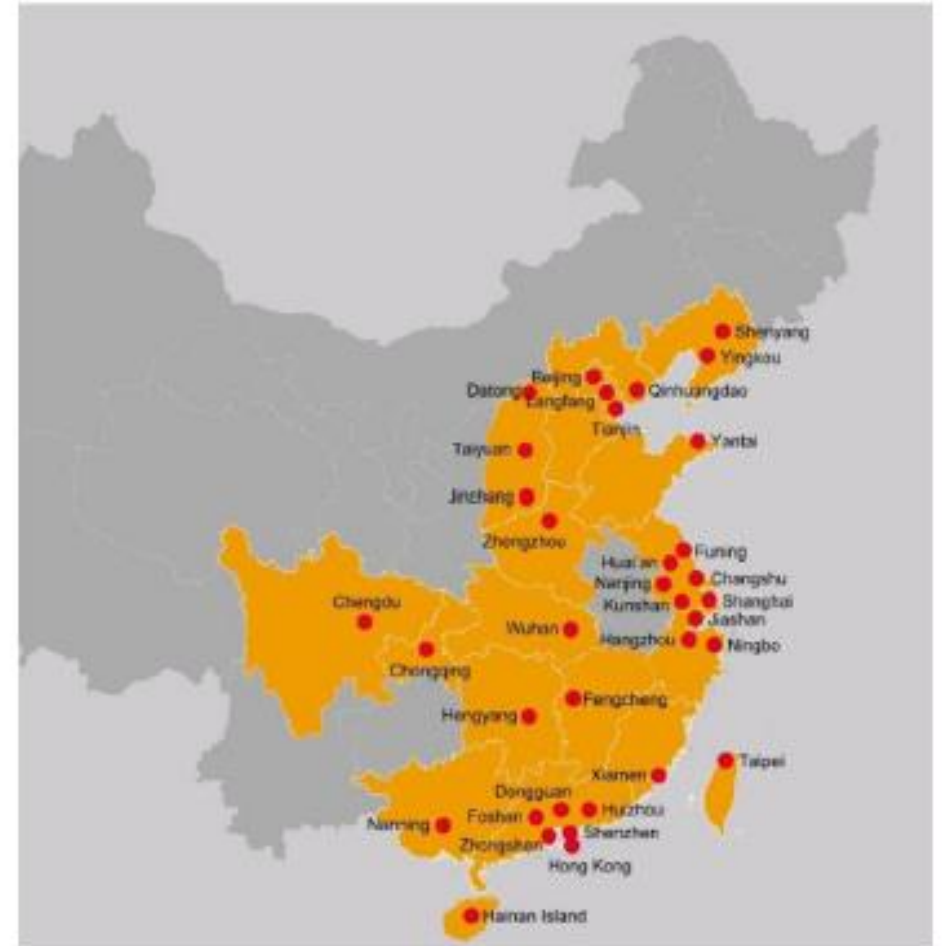 Shenyang
Yingkou
Beijing
Datong
Langfang
Qinhuangdao
Tianjin
Yantai
Taiyuan
Jinchang
Zhengzhou
Funing
Huai'an
Changshu
Nanjing
Shanghai
Kunshan
Jiashan
Chengdu
Wuhan
Hangzhou
Ningbo
Chongqing
Fengcheng
Hengyang
Taipei
Xiamen
Dongguan
Huizhou
Foshan
Nanning
Shenzhen
Zhongshan
Hong Kong
Hainan Island